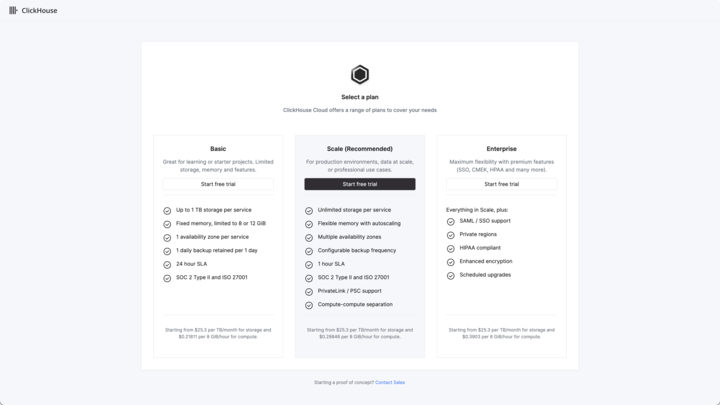 ClickHouse
Select a plan
ClickHouse Cloud offers a range of plans to cover your needs
Basic
Great for learning or starter projects. Limited
storage, memory and features.
Start free trial
Up to 1 TB storage per service
Fixed memory, limited to 8 or 12 GiB
1 availability zone per service
1 daily backup retained per 1 day
24 hour SLA
SOC 2 Type II and ISO 27001
Starting from $25.3 per TB/month for storage and
$0.21811 per 8 GiB/hour for compute.
Scale (Recommended)
For production environments, data at scale,
or professional use cases.
Start free trial
Unlimited storage per service
Flexible memory with autoscaling
Multiple availability zones
Configurable backup frequency
1 hour SLA
SOC 2 Type II and ISO 27001
PrivateLink / PSC support
Compute-compute separation
Starting from $25.3 per TB/month for storage and
$0.29846 per 8 GiB/hour for compute.
Enterprise
Maximum flexibility with premium features
(SSO, CMEK, HPAA and many more).
Start free trial
Everything in Scale, plus:
SAML / SSO support
Private regions
HIPAA compliant
Enhanced encryption
Scheduled upgrades
Starting from $25.3 per TB/month for storage and
$0.3903 per 8 GiB/hour for compute.
Starting a proof of concept? Contact Sales